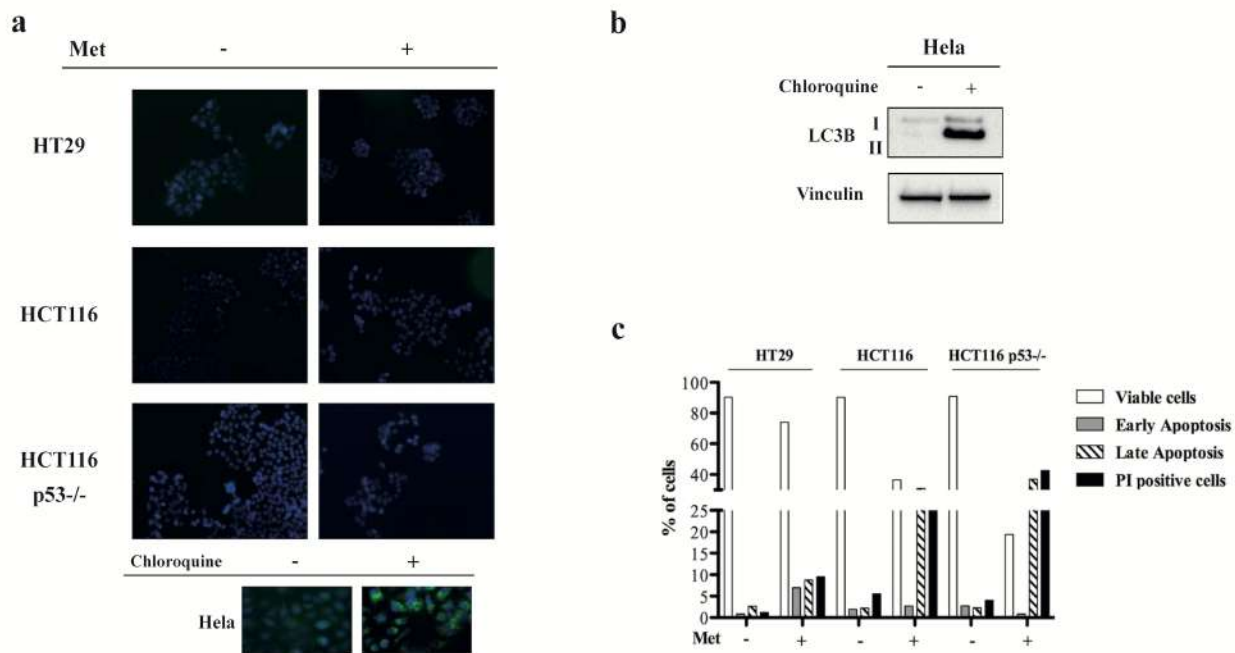 a
Met - +
HT29
HCT116
HCT116
p53-/-
Chloroquine - +
Hela
b
Hela
Chloroquine - +
LC3B I
II
Vinculin
c
HT29 HCT116 HCT116 p53-/-
% of cells
100
80
60
40
25
20
15
10
5
0
Met - + - + - +
Viable cells
Early Apoptosis
Late Apoptosis
PI positive cells